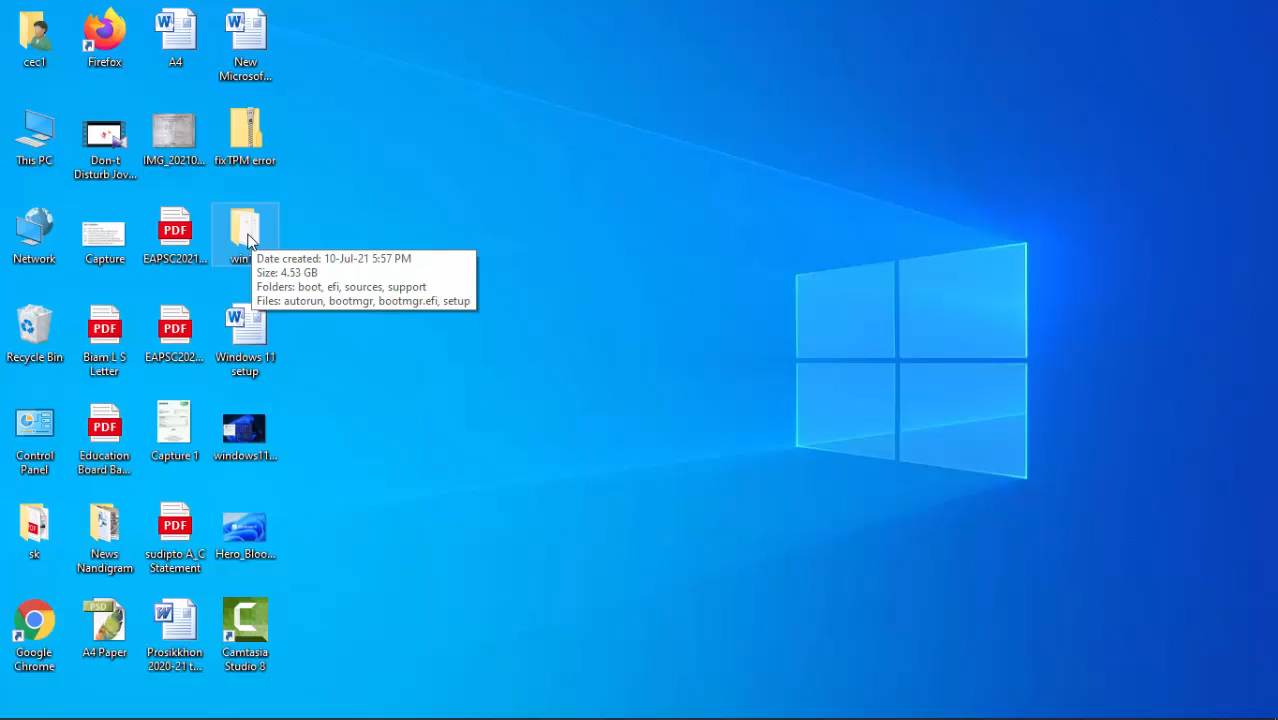 cec1
Firefox
A4
New
Microsof...
This PC
Don-t
Disturb Jov...
IMG_20210...
fixTPM error
Network
Capture
PDF
EAPSC2021...
Date created: 10-Jul-21 5:57 PM
Size: 4.53 GB
Folders: boot, efi, sources, support
Files: autorun, bootmgr, bootmgr.efi, setup
Recycle Bin
PDF
Biam L S
Letter
PDF
EAPSC202...
Windows 11
setup
Control
Panel
PDF
Education
Board Ba...
Capture 1
windows11...
sk
News
Nandigram
PDF
sudipto A_C
Statement
Hero_Bloo...
Google
Chrome
PSD
A4 Paper
Prosikkhon
2020-21 t...
Camtasia
Studio 8